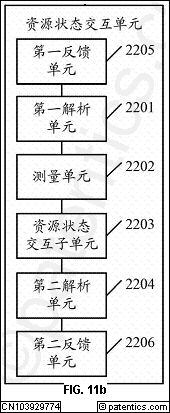 资源状态交互单元
第一反馈
单元
2205
第一解析
单元
2201
测量单元
2202
资源状态
交互子单元
2203
第二解析
单元
2204
第二反馈
单元
2206
FIG. 11b
CN103929774
© patentics.com